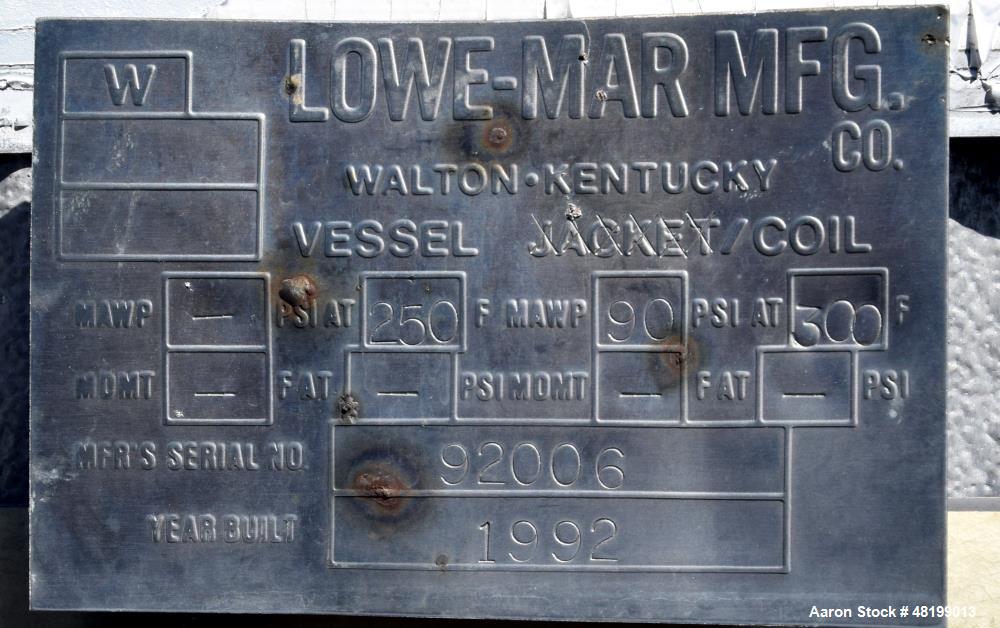 W
LOWE-MAR MFG.
CO.
WALTON · KENTUCKY
VESSEL JACKET/COIL
MAWP — PSI AT 250 F MAWP 90 PSI AT 300 F
MDMT — F AT — PSI MDMT — F AT — PSI
MFR'S SERIAL NO. 92006
YEAR BUILT 1992
Aaron Stock # 48199013